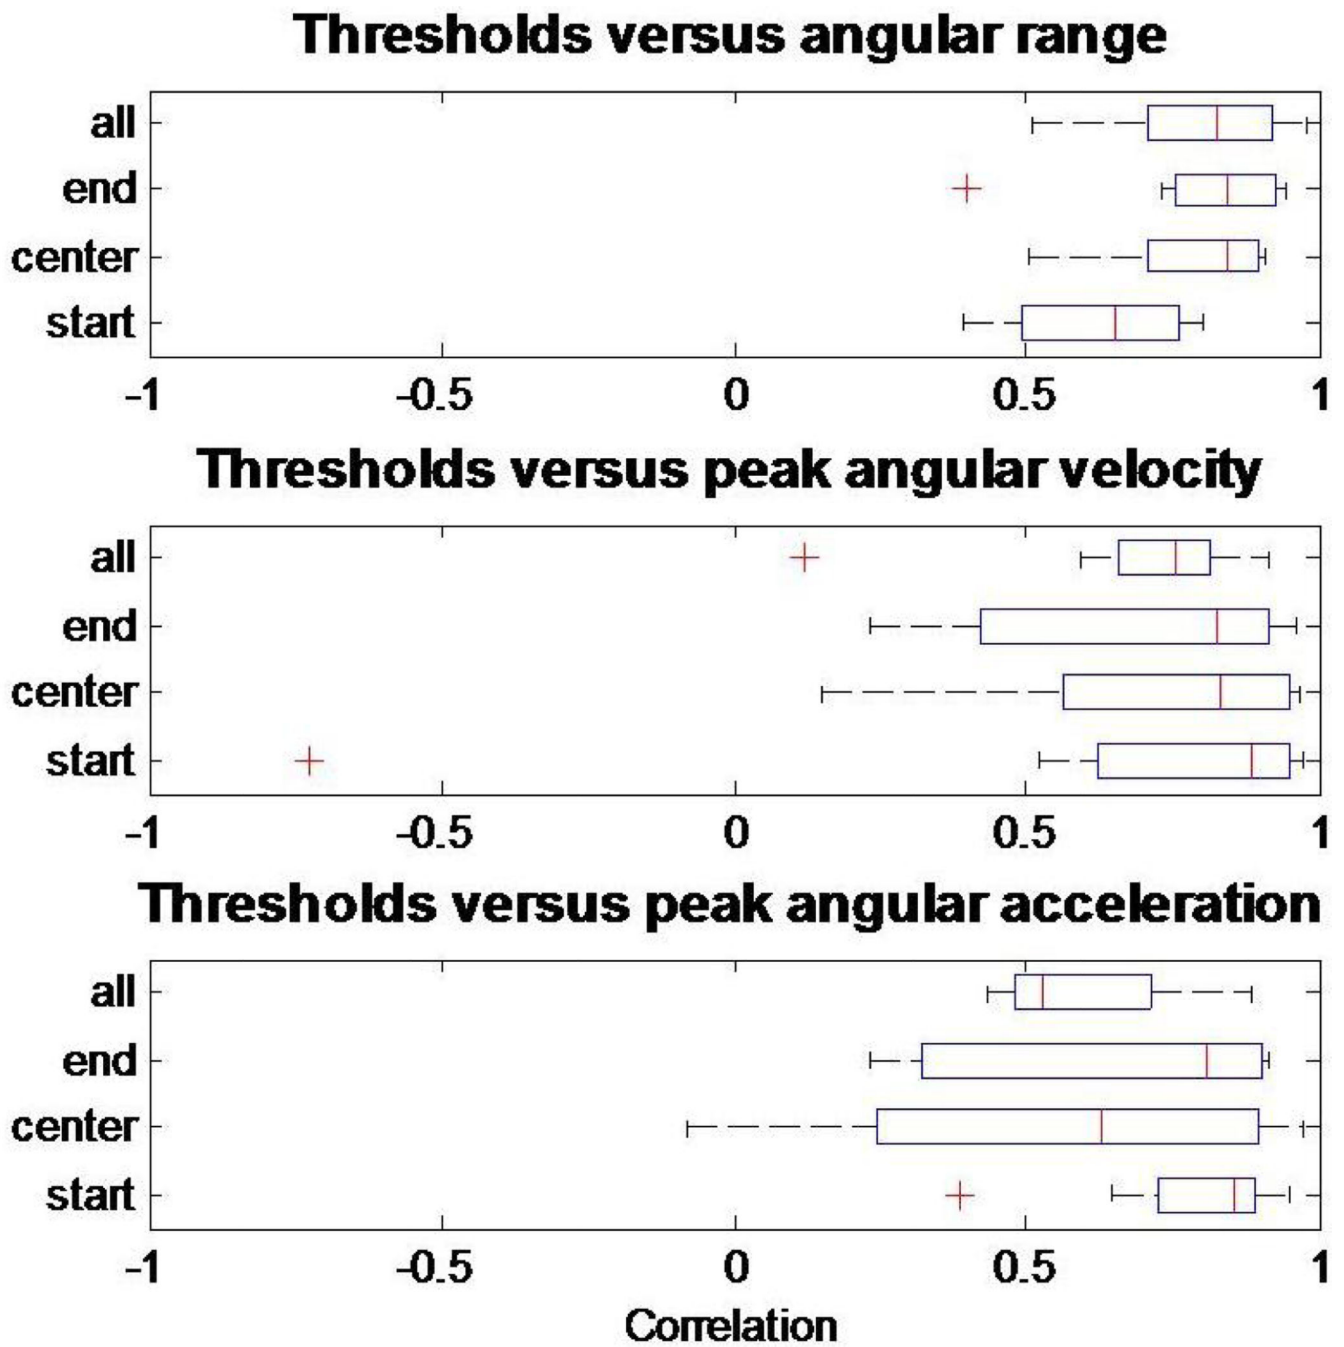 Thresholds versus angular range
all
end
center
start
-1 -0.5 0 0.5 1
Thresholds versus peak angular velocity
all
end
center
start
-1 -0.5 0 0.5 1
Thresholds versus peak angular acceleration
all
end
center
start
-1 -0.5 0 0.5 1
Correlation